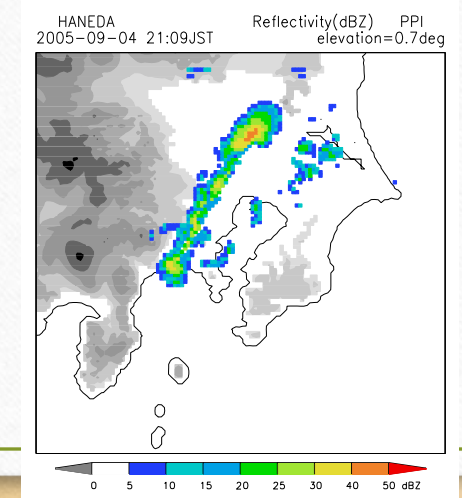 HANEDA Reflectivity(dBZ) PPI
2005-09-04 21:09JST elevation=0.7deg
0 5 10 15 20 25 30 40 50 dBZ